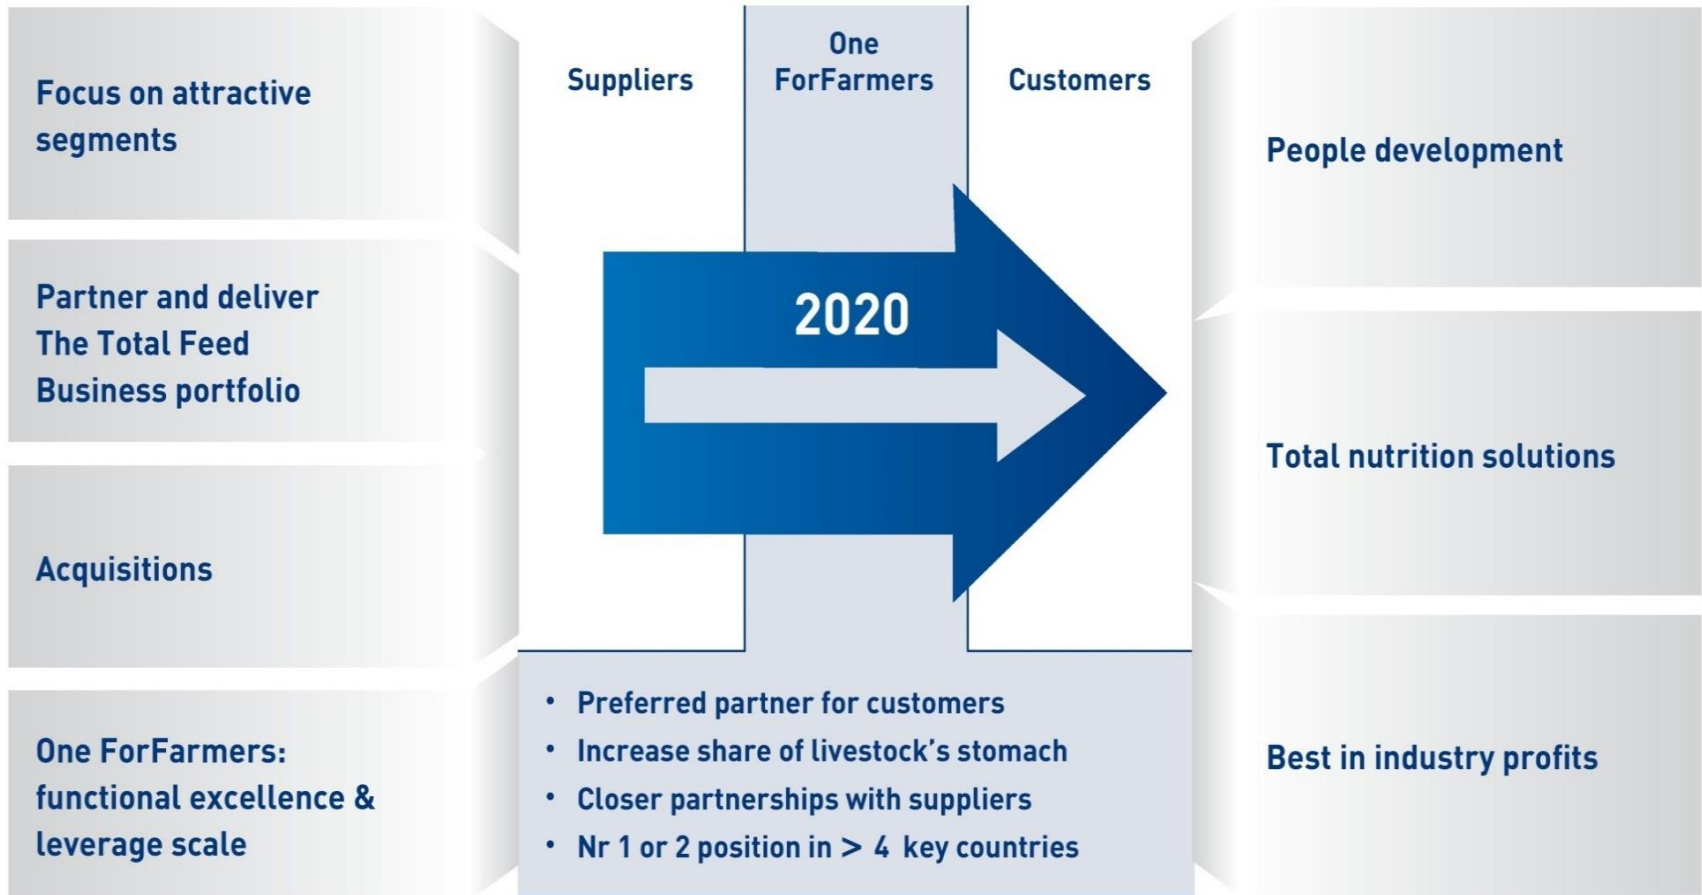 Focus on attractive
segments
Partner and deliver
The Total Feed
Business portfolio
Acquisitions
One ForFarmers:
functional excellence &
leverage scale
Suppliers
One
ForFarmers
Customers
2020
• Preferred partner for customers
• Increase share of livestock's stomach
• Closer partnerships with suppliers
• Nr 1 or 2 position in > 4 key countries
People development
Total nutrition solutions
Best in industry profits